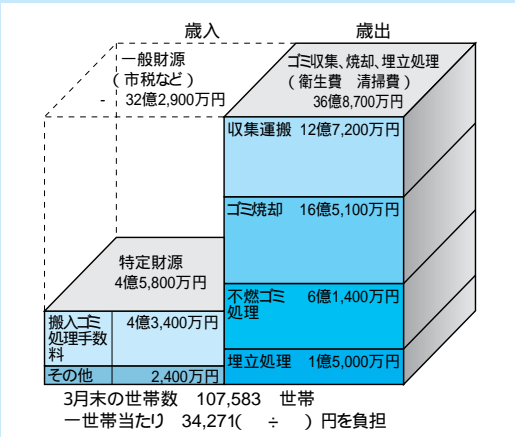 歳入
歳出
一般財源
(市税など)
- 32億2,900万円
ゴミ収集、焼却、埋立処理
(衛生費 清掃費)
36億8,700万円
収集運搬 12億7,200万円
ゴミ焼却 16億5,100万円
特定財源
4億5,800万円
不燃ゴミ
処理
6億1,400万円
搬入ゴミ
処理手数
料
4億3,400万円
埋立処理 1億5,000万円
その他 2,400万円
3月末の世帯数 107,583 世帯
一世帯当たり 34,271( ÷ )円を負担